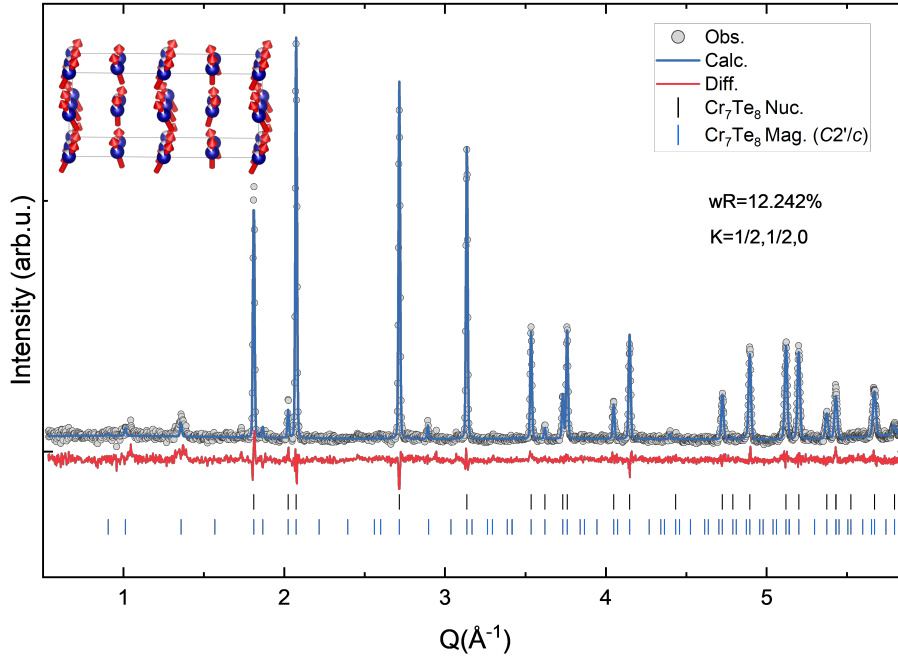 Obs.
Calc.
Diff.
Cr₇Te₈ Nuc.
Cr₇Te₈ Mag. (C2'/c)
wR=12.242%
K=1/2,1/2,0
Intensity (arb.u.)
1 2 3 4 5
Q(Å⁻¹)